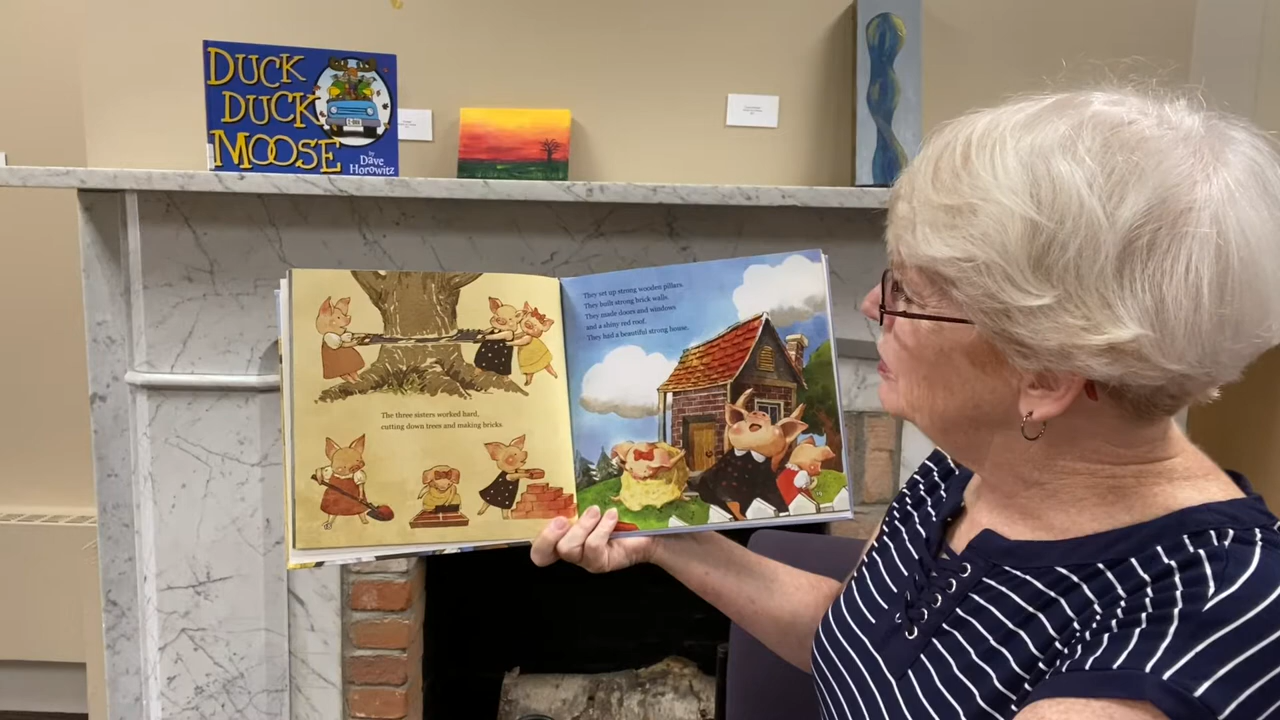 DUCK
DUCK
MOOSE
by
Dave
Horowitz
The three sisters worked hard,
cutting down trees and making bricks.
They set up strong wooden pillars.
They built strong brick walls.
They made doors and windows
and a shiny red roof.
They had a beautiful strong house.